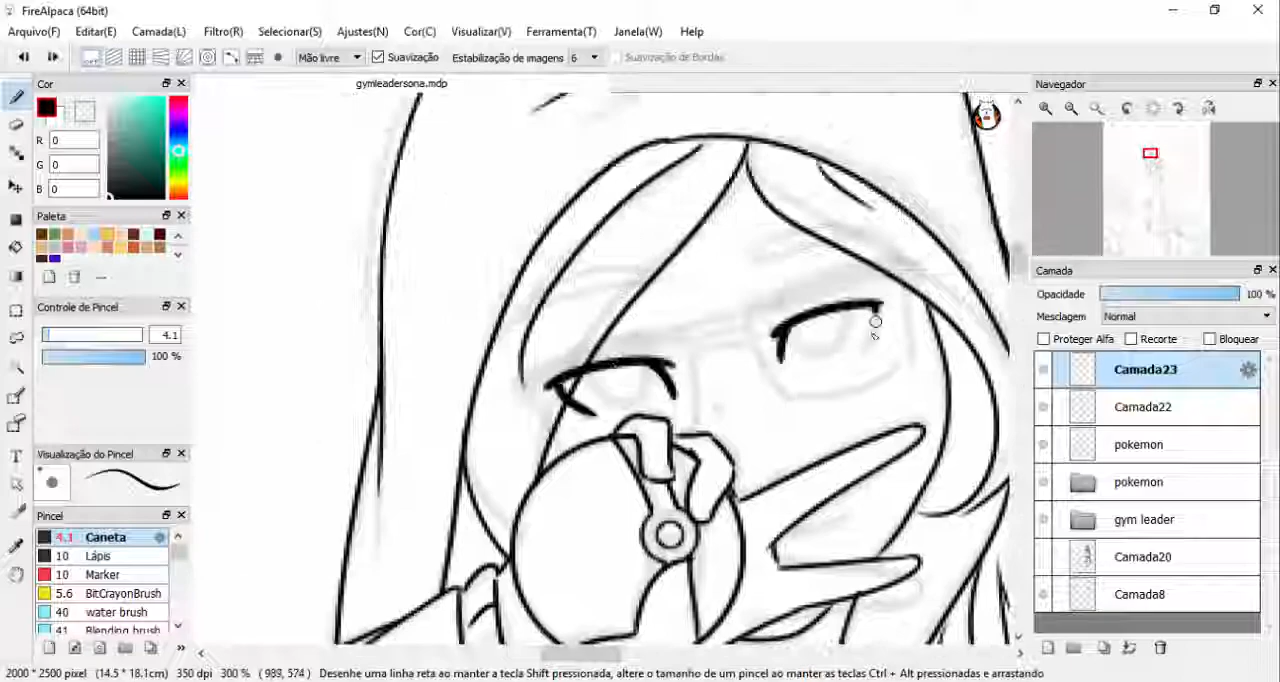 FireAlpaca (64bit)
Arquivo(F) Editar(E) Camada(L) Filtro(R) Selecionar(S) Ajustes(N) Cor(C) Visualizar(V) Ferramenta(T) Janela(W) Help
OFF Mão livre Suavização Estabilização de imagens 6 Suavização de Bordas
Cor
gymleadersona.mdp
Navegador
R 0
G 0
B 0
Paleta
Controle de Pincel
4.1
100 %
Visualização do Pincel
T
Pincel
4.1 Caneta
10 Lápis
10 Marker
5.6 BitCrayonBrush
40 water brush
41 Blending brush
Camada
Opacidade 100 %
Mesclagem Normal
Proteger Alfa Recorte Bloquear
Camada23
Camada22
pokemon
pokemon
gym leader
Camada20
Camada8
2000 * 2500 pixel (14.5 * 18.1cm) 350 dpi 300 % ( 989, 574 ) Desenhe uma linha reta ao manter a tecla Shift pressionada, altere o tamanho de um pincel ao manter as teclas Ctrl + Alt pressionadas e arrastando